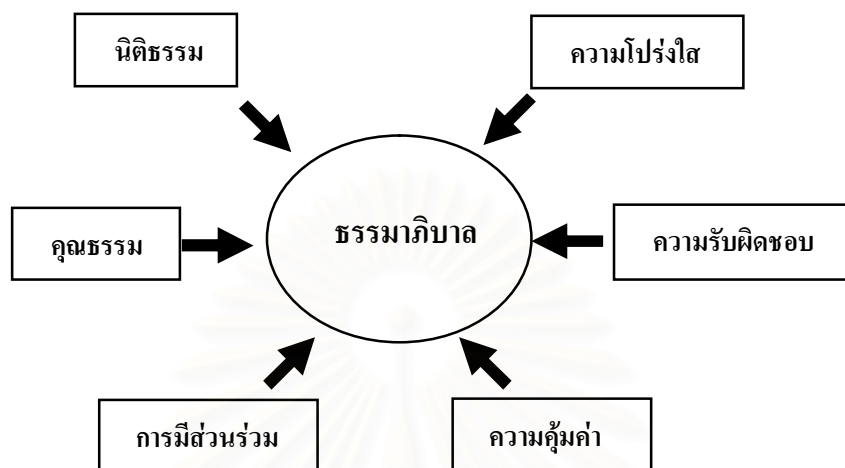 นิติธรรม
ความโปร่งใส
คุณธรรม
ธรรมาภิบาล
ความรับผิดชอบ
การมีส่วนร่วม
ความคุ้มค่า